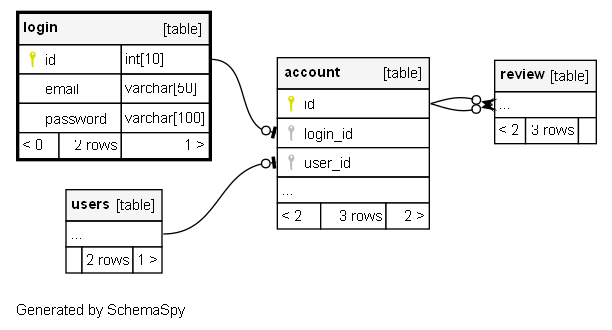 login [table]
id int[10]
email varchar[50]
password varchar[100]
< 0 2 rows 1 >
account [table]
id
login_id
user_id
...
< 2 3 rows 2 >
review [table]
...
< 2 3 rows
users [table]
...
2 rows 1 >
Generated by SchemaSpy